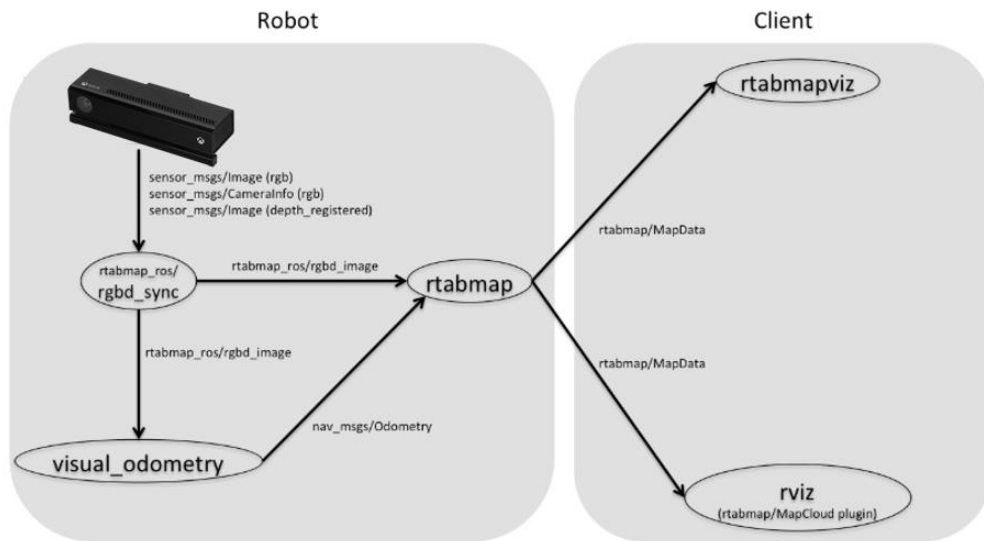 Robot
Client
rtabmapviz
sensor_msgs/Image (rgb)
sensor_msgs/CameraInfo (rgb)
sensor_msgs/Image (depth_registered)
rtabmap/MapData
rtabmap_ros/
rgbd_sync
rtabmap_ros/rgbd_image
rtabmap
rtabmap_ros/rgbd_image
rtabmap/MapData
nav_msgs/Odometry
visual_odometry
rviz
(rtabmap/MapCloud plugin)